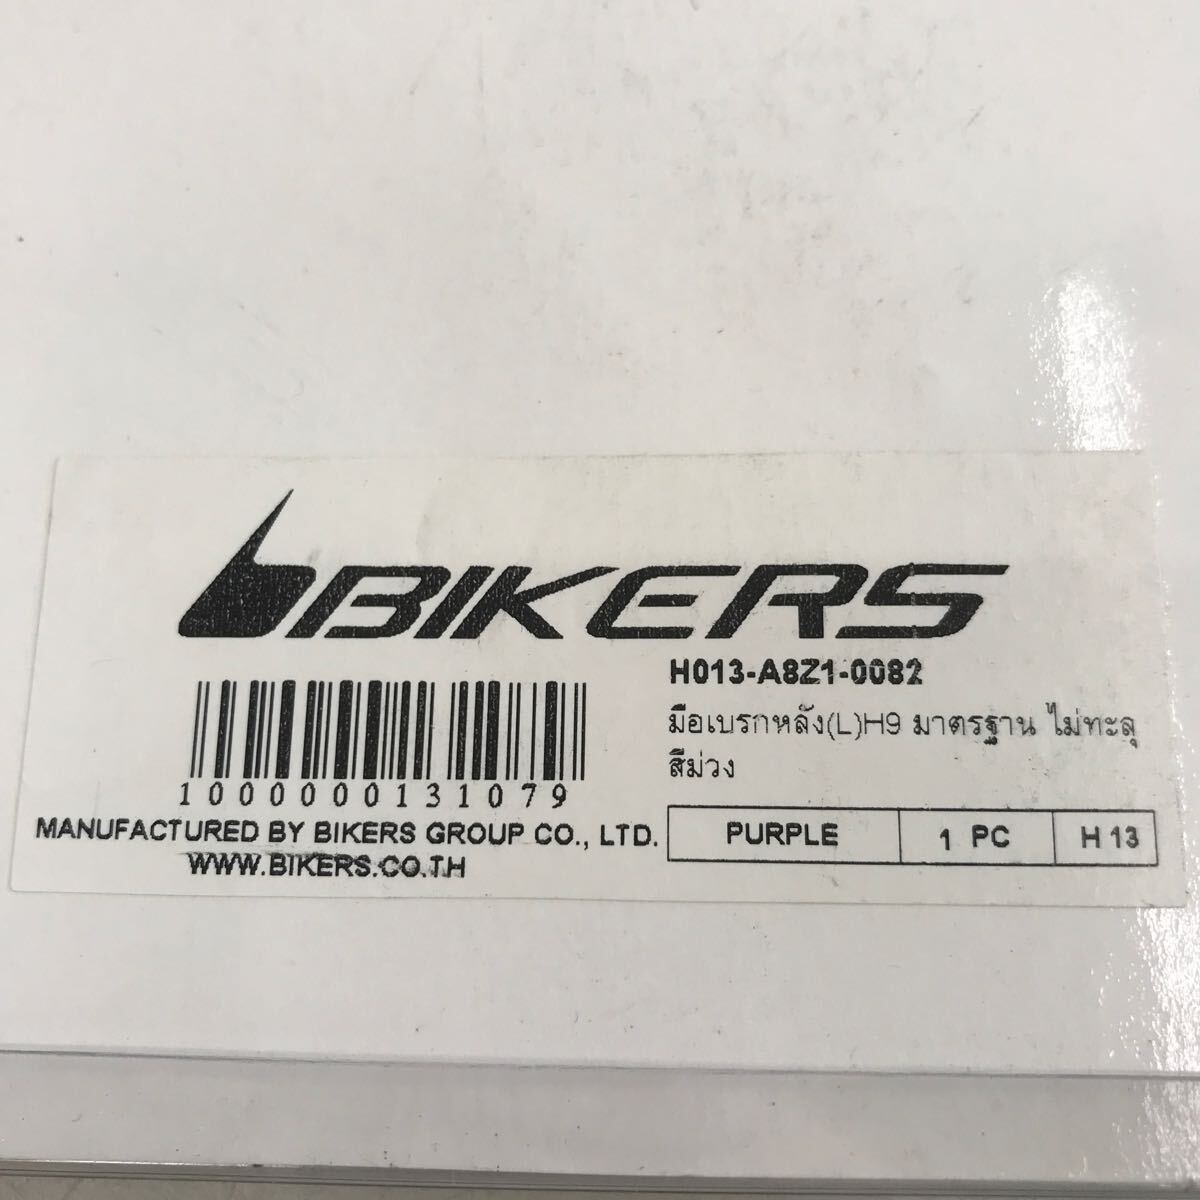 BIKERS
H013-A8Z1-0082
มือเบรกหลัง(L)H9 มาตรฐาน ไม่ทะลุ
สีม่วง
1000000131079
MANUFACTURED BY BIKERS GROUP CO., LTD.
WWW.BIKERS.CO.TH
PURPLE 1 PC H 13